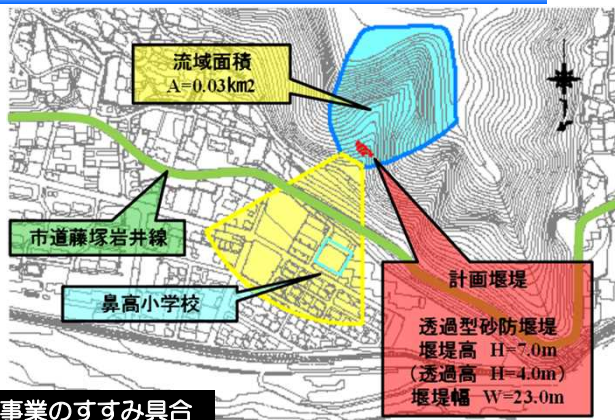 流域面積
A=0.03km2
市道藤塚岩井線
鼻高小学校
計画堰堤
透過型砂防堰堤
堰堤高 H=7.0m
（透過高 H=4.0m）
堰堤幅 W=23.0m
事業のすすみ具合